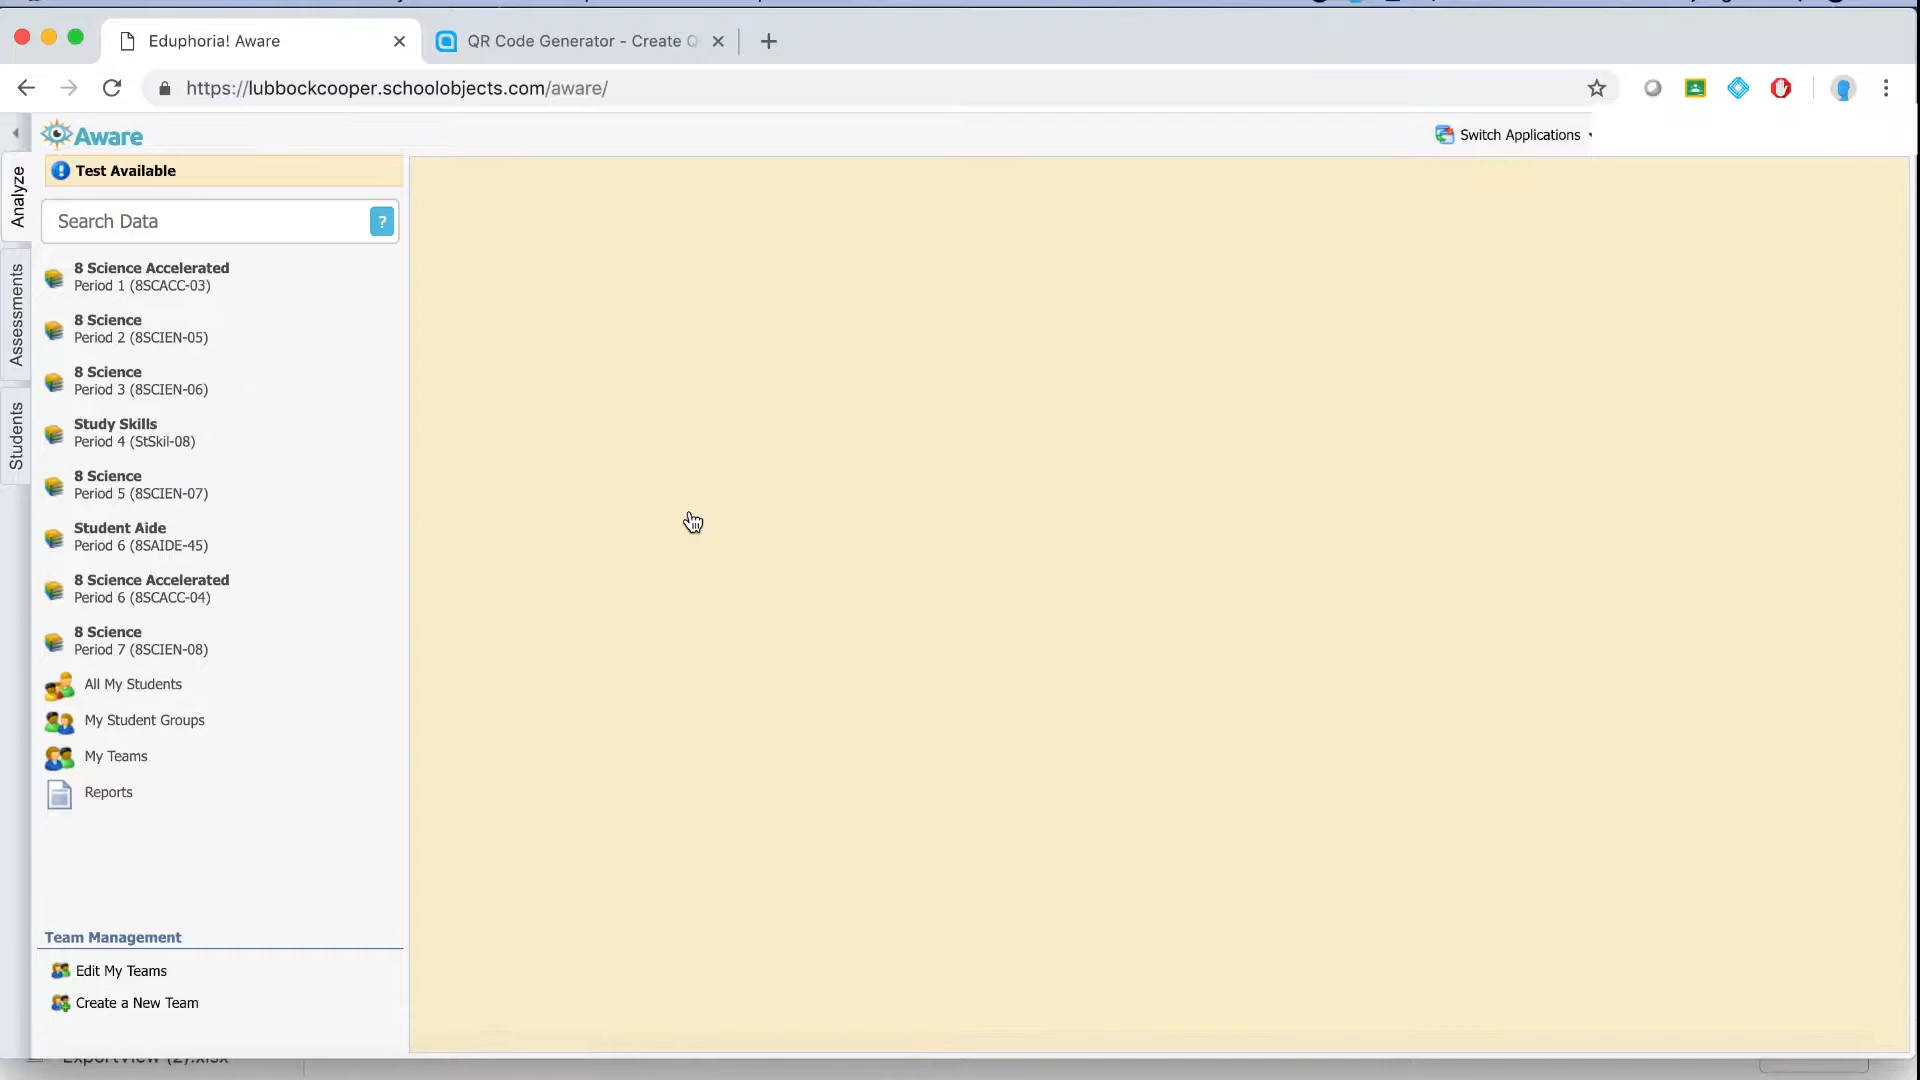 Eduphoria! Aware
QR Code Generator - Create Q
https://lubbockcooper.schoolobjects.com/aware/
Aware
Switch Applications
Test Available
Search Data
?
Analyze
Assessments
Students
8 Science Accelerated
Period 1 (8SCACC-03)
8 Science
Period 2 (8SCIEN-05)
8 Science
Period 3 (8SCIEN-06)
Study Skills
Period 4 (StSkil-08)
8 Science
Period 5 (8SCIEN-07)
Student Aide
Period 6 (8SAIDE-45)
8 Science Accelerated
Period 6 (8SCACC-04)
8 Science
Period 7 (8SCIEN-08)
All My Students
My Student Groups
My Teams
Reports
Team Management
Edit My Teams
Create a New Team
ExportView (2).xlsx